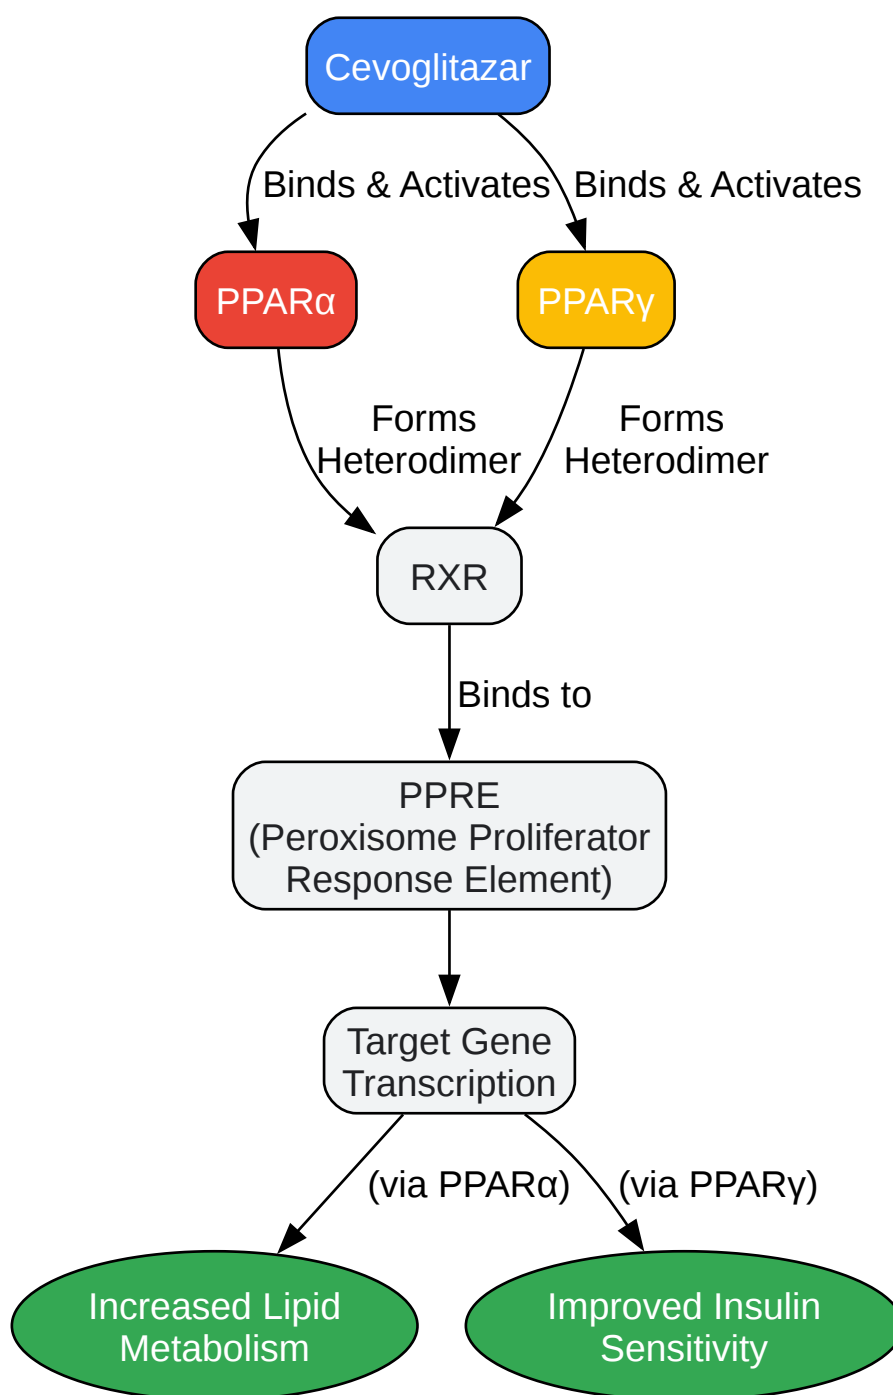 Cevoglitazar
Binds & Activates
Binds & Activates
PPARα
PPARγ
Forms
Heterodimer
Forms
Heterodimer
RXR
Binds to
PPRE
(Peroxisome Proliferator
Response Element)
Target Gene
Transcription
(via PPARα)
(via PPARγ)
Increased Lipid
Metabolism
Improved Insulin
Sensitivity